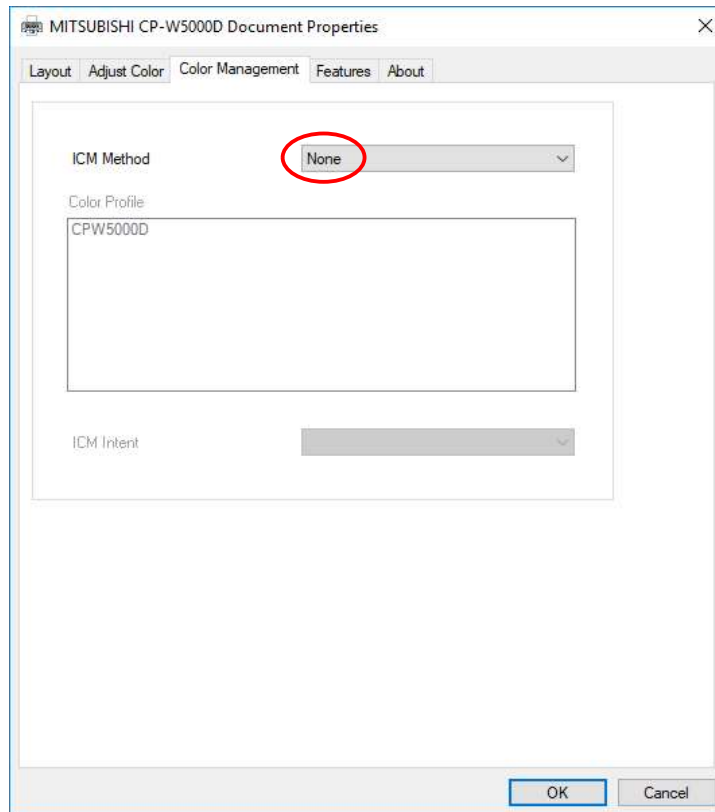 MITSUBISHI CP-W5000D Document Properties
Layout Adjust Color Color Management Features About
ICM Method None
Color Profile
CPW5000D
ICM Intent
OK Cancel